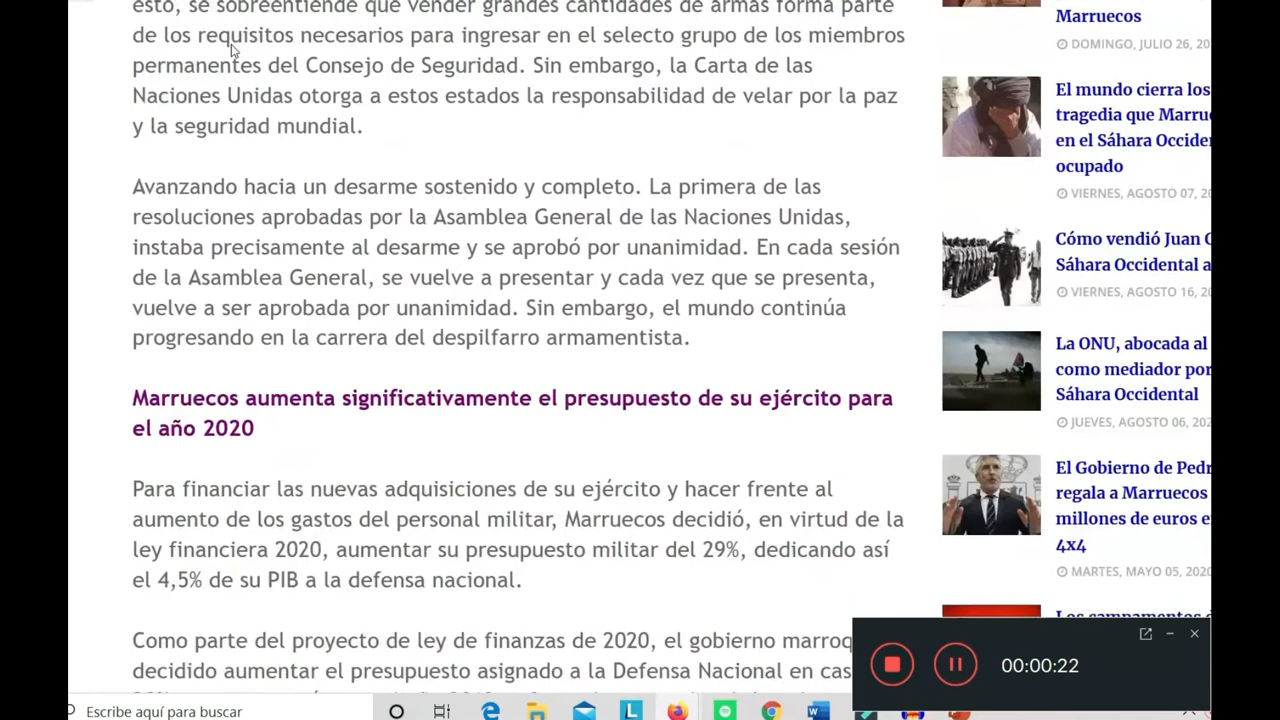 esto, se sobreentiende que vender grandes cantidades de armas forma parte
de los requisitos necesarios para ingresar en el selecto grupo de los miembros
permanentes del Consejo de Seguridad. Sin embargo, la Carta de las
Naciones Unidas otorga a estos estados la responsabilidad de velar por la paz
y la seguridad mundial.
Avanzando hacia un desarme sostenido y completo. La primera de las
resoluciones aprobadas por la Asamblea General de las Naciones Unidas,
instaba precisamente al desarme y se aprobó por unanimidad. En cada sesión
de la Asamblea General, se vuelve a presentar y cada vez que se presenta,
vuelve a ser aprobada por unanimidad. Sin embargo, el mundo continúa
progresando en la carrera del despilfarro armamentista.
Marruecos aumenta significativamente el presupuesto de su ejército para
el año 2020
Para financiar las nuevas adquisiciones de su ejército y hacer frente al
aumento de los gastos del personal militar, Marruecos decidió, en virtud de la
ley financiera 2020, aumentar su presupuesto militar del 29%, dedicando así
el 4,5% de su PIB a la defensa nacional.
Como parte del proyecto de ley de finanzas de 2020, el gobierno marroq
decidido aumentar el presupuesto asignado a la Defensa Nacional en cas
Marruecos
DOMINGO, JULIO 26, 20
El mundo cierra los
tragedia que Marru
en el Sáhara Occide
ocupado
VIERNES, AGOSTO 07, 20
Cómo vendió Juan C
Sáhara Occidental a
VIERNES, AGOSTO 16, 20
La ONU, abocada al
como mediador por
Sáhara Occidental
JUEVES, AGOSTO 06, 202
El Gobierno de Pedr
regala a Marruecos
millones de euros e
4x4
MARTES, MAYO 05, 2020
Los campamentos d
00:00:22
Escribe aquí para buscar